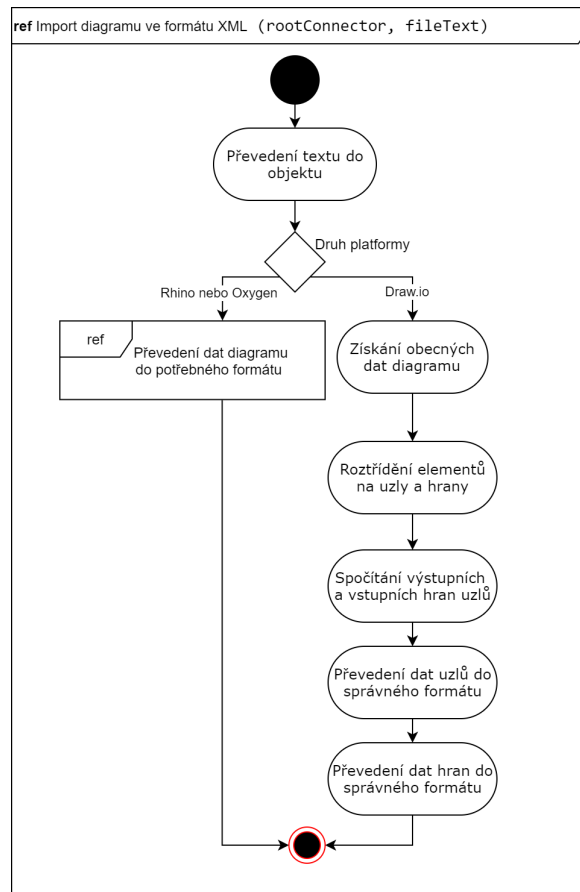 ref Import diagramu ve formátu XML (rootConnector, fileText)
Převedení textu do
objektu
Druh platformy
Rhino nebo Oxygen
Draw.io
ref
Převedení dat diagramu
do potřebného formátu
Získání obecných
dat diagramu
Roztřídění elementů
na uzly a hrany
Spočítání výstupních
a vstupních hran uzlů
Převedení dat uzlů do
správného formátu
Převedení dat hran do
správného formátu